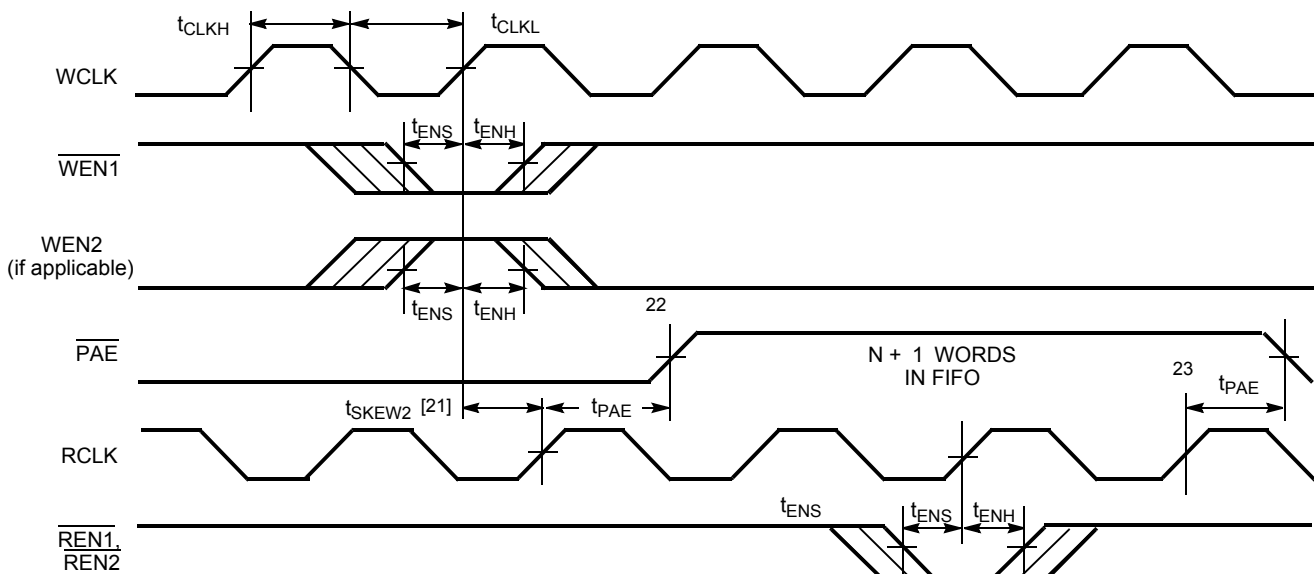 tCLKH tCLKL
WCLK
tENS tENH
WEN1
WEN2
(if applicable)
tENS tENH
22
PAE
N + 1 WORDS
IN FIFO
23
tPAE
tSKEW2 [21] tPAE
RCLK
tENS tENS tENH
REN1,
REN2